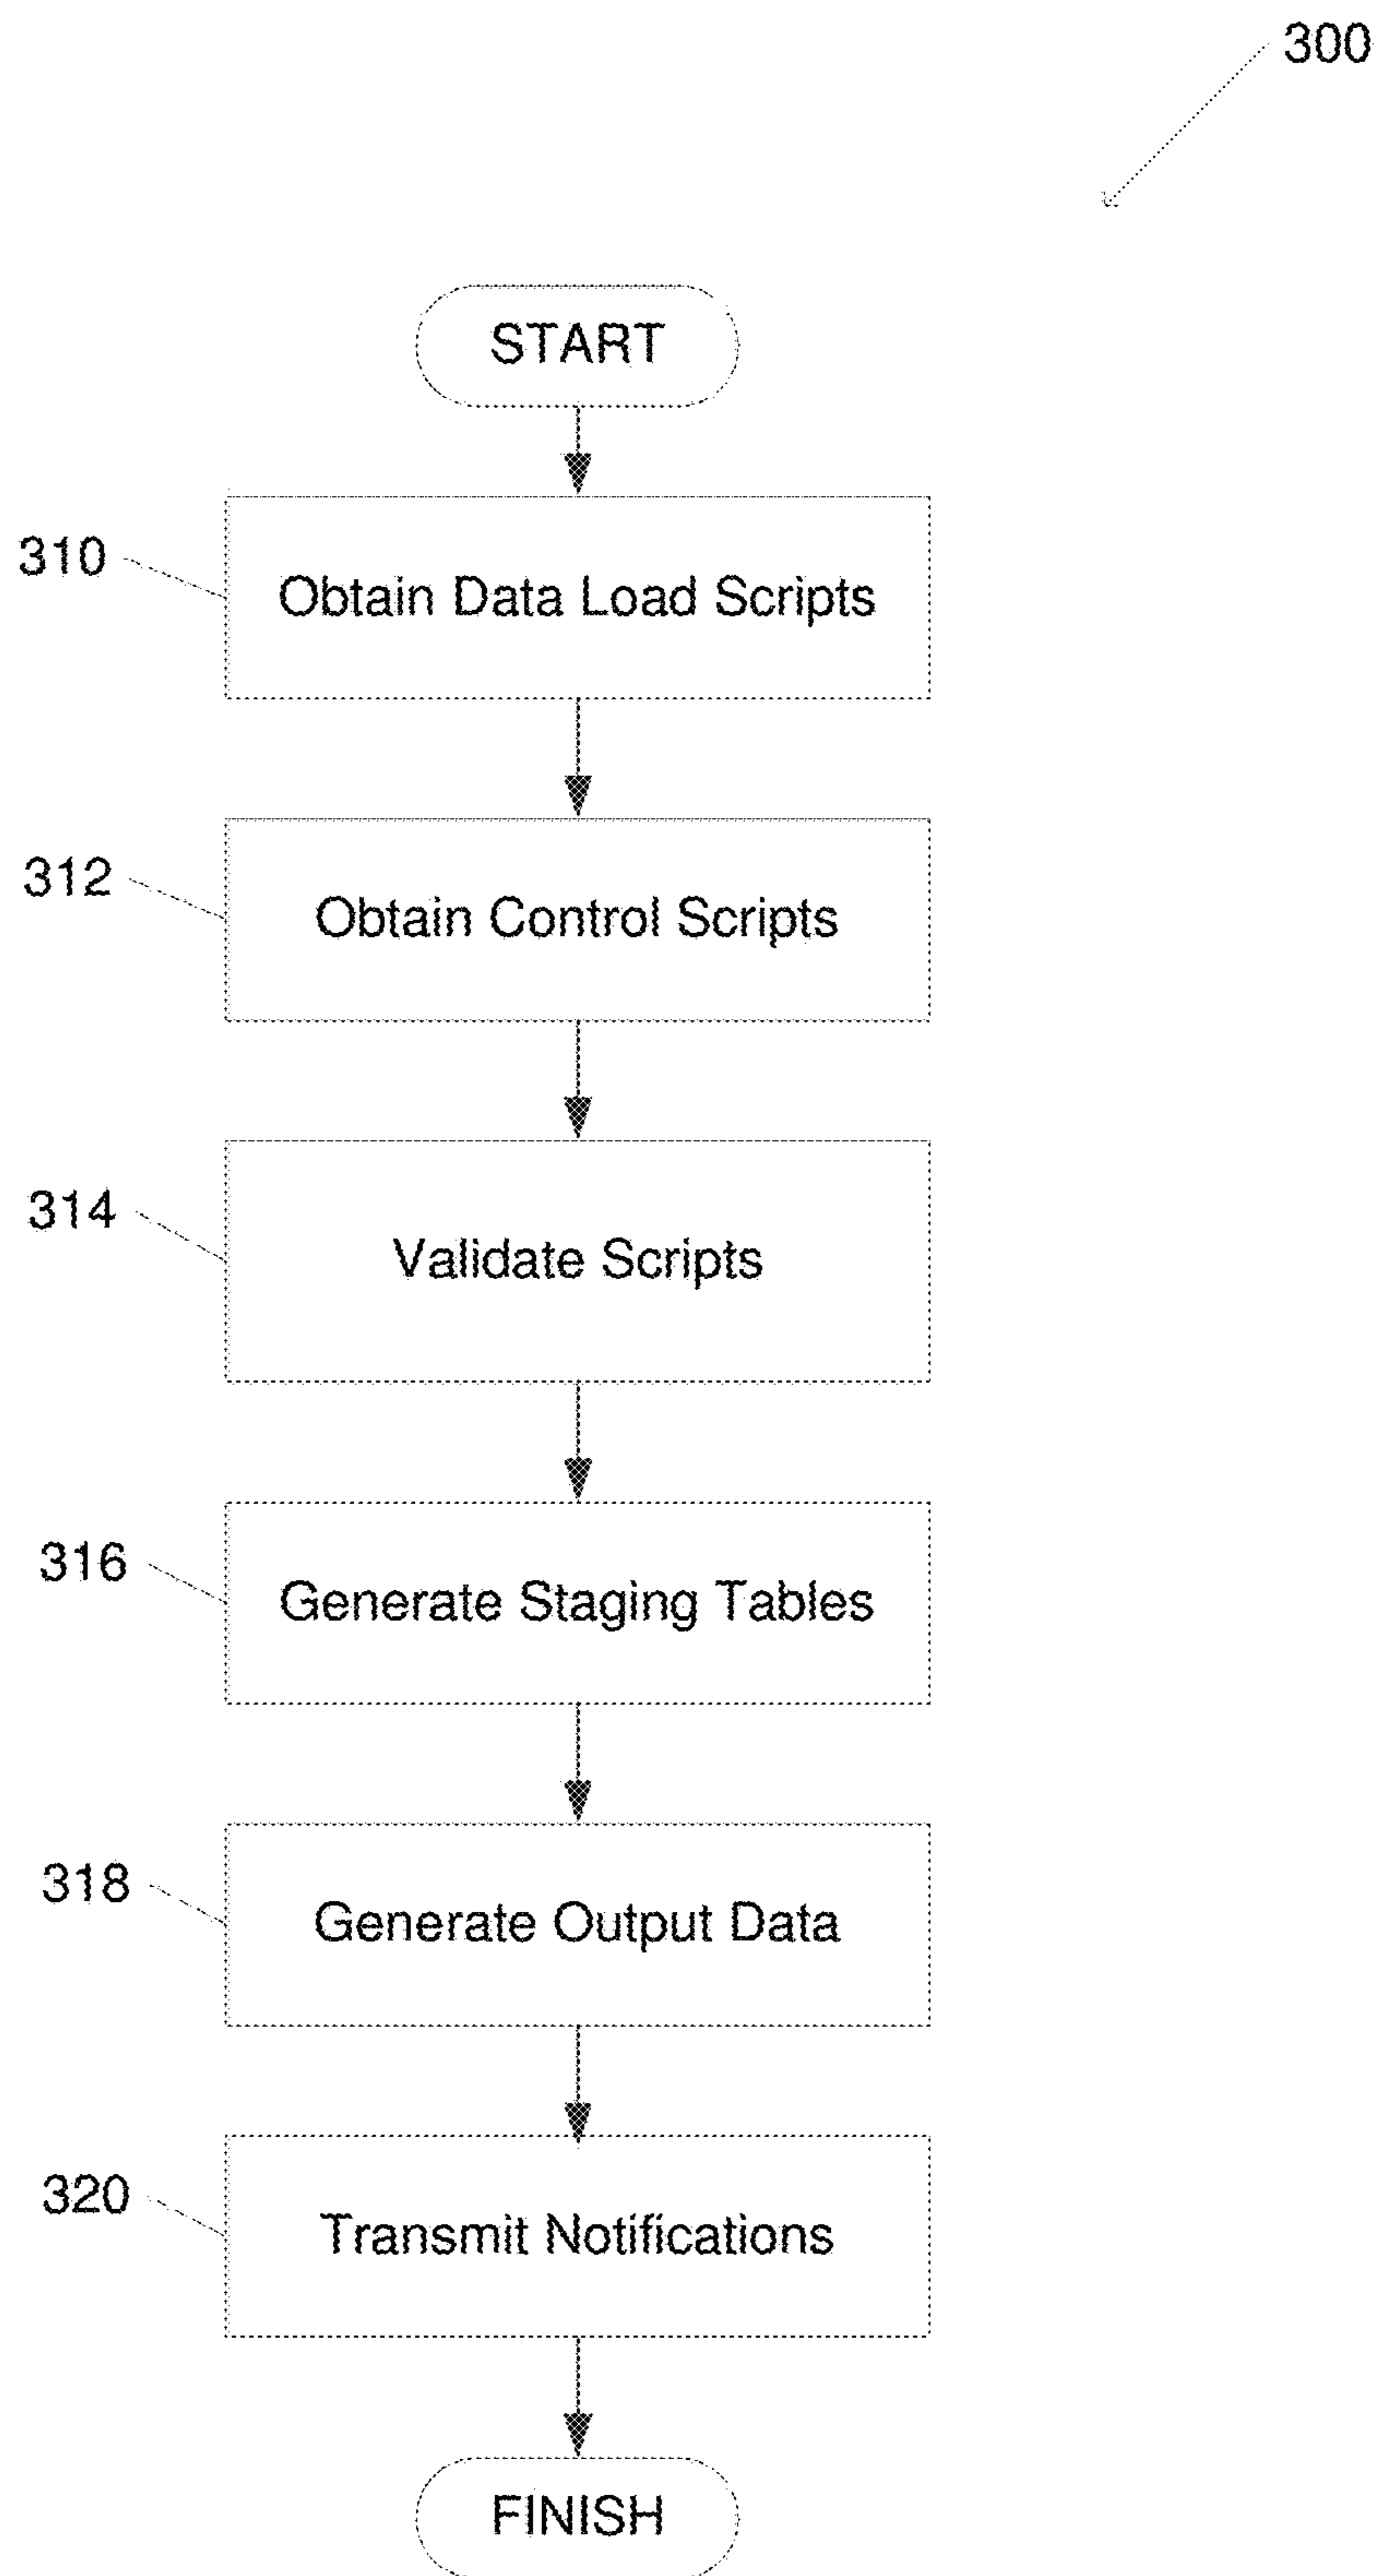 300
START
310
Obtain Data Load Scripts
312
Obtain Control Scripts
314
Validate Scripts
316
Generate Staging Tables
318
Generate Output Data
320
Transmit Notifications
FINISH